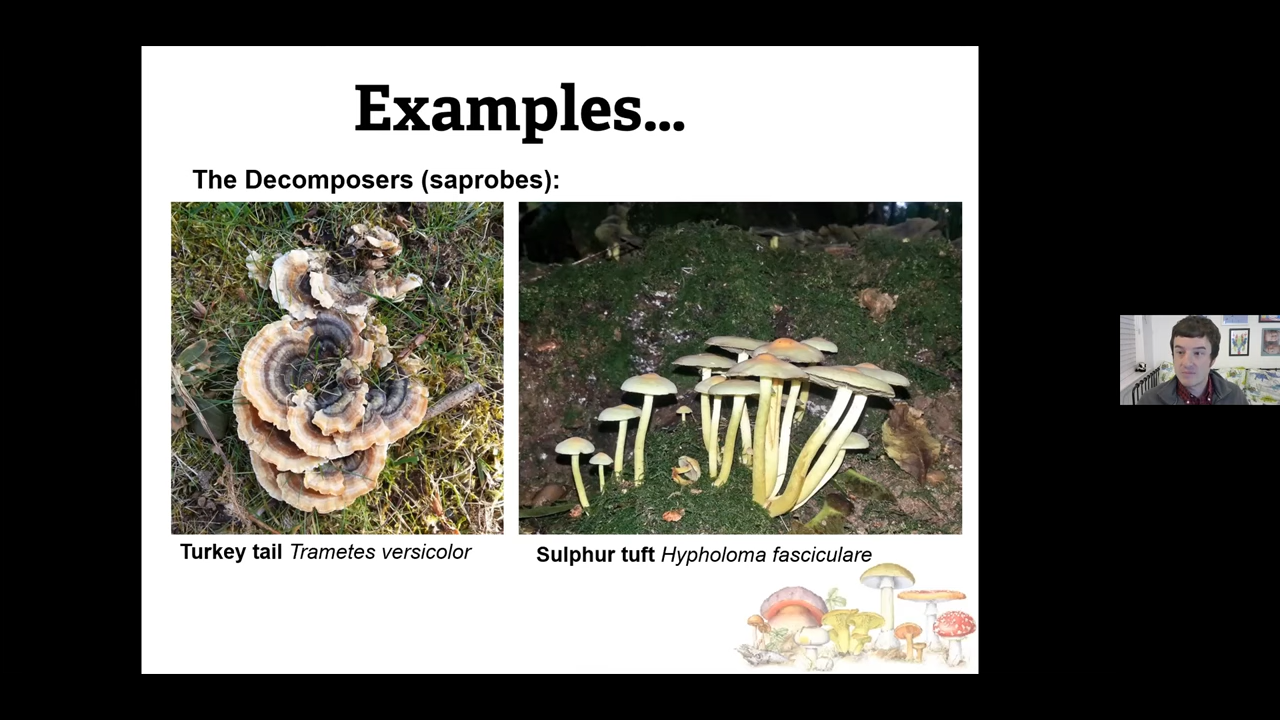 Examples...
The Decomposers (saprobes):
Turkey tail Trametes versicolor
Sulphur tuft Hypholoma fasciculare